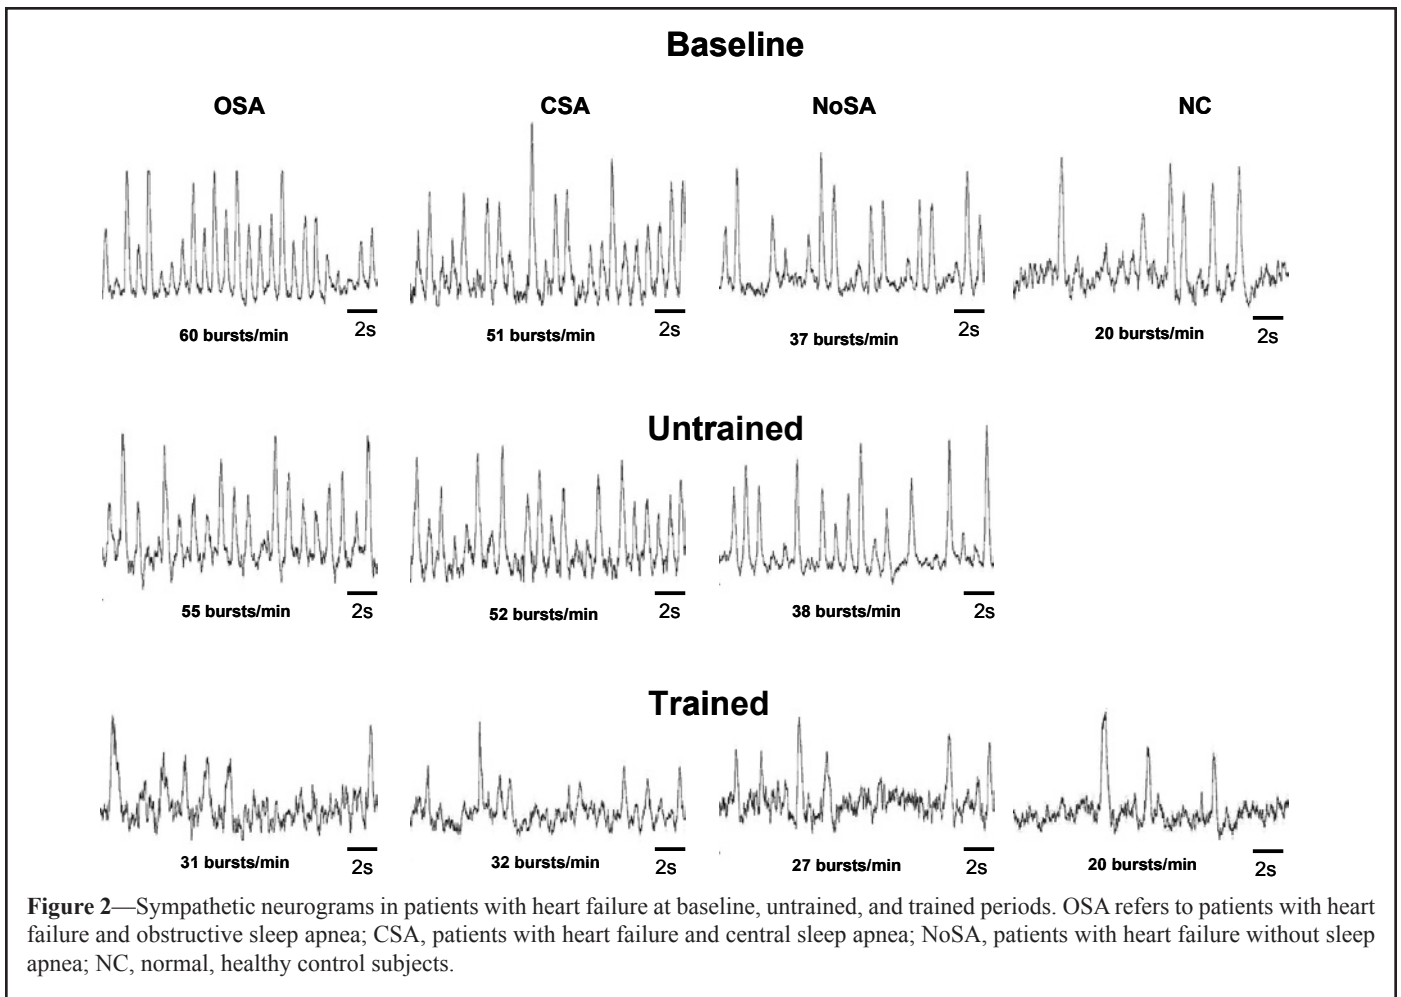 Baseline
OSA CSA NoSA NC
2s 2s 2s 2s
60 bursts/min 51 bursts/min 37 bursts/min 20 bursts/min
Untrained
2s 2s 2s
55 bursts/min 52 bursts/min 38 bursts/min
Trained
31 bursts/min 2s 32 bursts/min 2s 27 bursts/min 2s 20 bursts/min 2s
Figure 2—Sympathetic neurograms in patients with heart failure at baseline, untrained, and trained periods. OSA refers to patients with heart
failure and obstructive sleep apnea; CSA, patients with heart failure and central sleep apnea; NoSA, patients with heart failure without sleep
apnea; NC, normal, healthy control subjects.